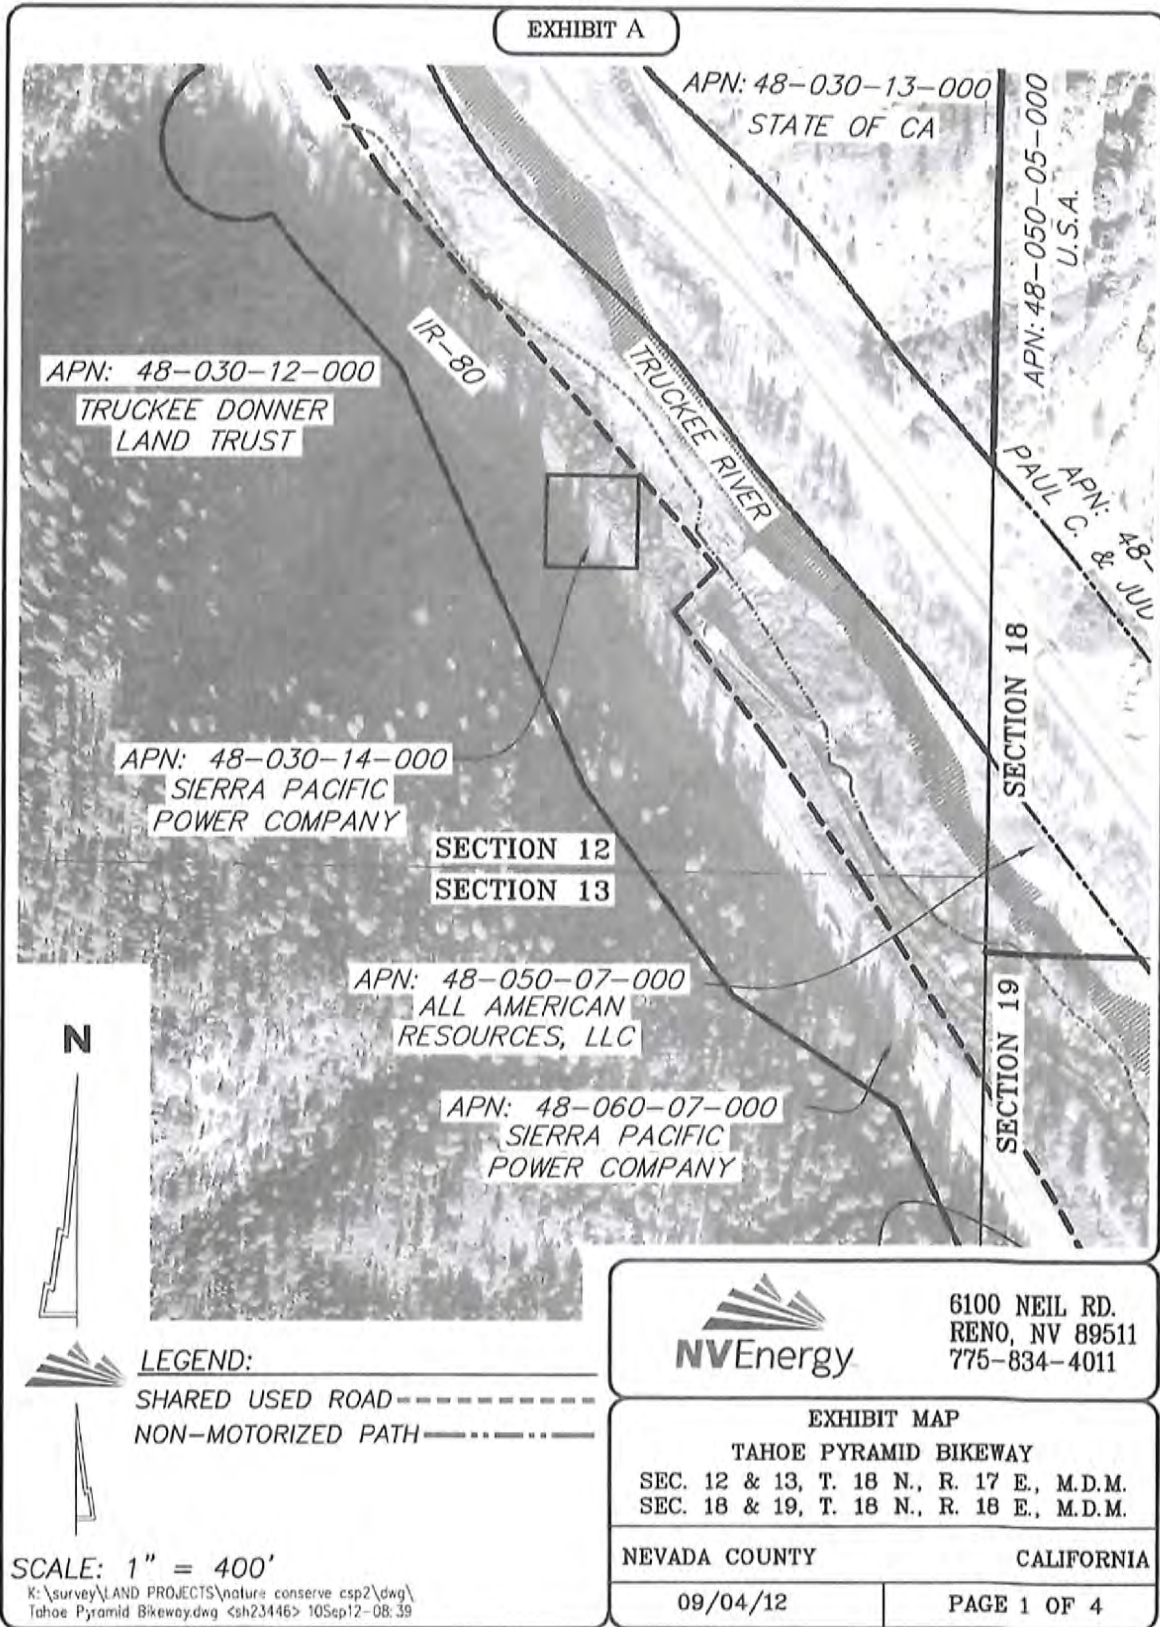 EXHIBIT A
APN: 48-030-13-000
STATE OF CA
APN: 48-050-05-000
U.S.A.
IR-80
TRUCKEE RIVER
APN: 48-030-12-000
TRUCKEE DONNER
LAND TRUST
APN: 48-
PAUL C. & JUL
SECTION 18
APN: 48-030-14-000
SIERRA PACIFIC
POWER COMPANY
SECTION 12
SECTION 13
APN: 48-050-07-000
ALL AMERICAN
RESOURCES, LLC
SECTION 19
N
APN: 48-060-07-000
SIERRA PACIFIC
POWER COMPANY
NVEnergy
6100 NEIL RD.
RENO, NV 89511
775-834-4011
LEGEND:
SHARED USED ROAD
NON-MOTORIZED PATH
EXHIBIT MAP
TAHOE PYRAMID BIKEWAY
SEC. 12 & 13, T. 18 N., R. 17 E., M.D.M.
SEC. 18 & 19, T. 18 N., R. 18 E., M.D.M.
NEVADA COUNTY CALIFORNIA
09/04/12 PAGE 1 OF 4
SCALE: 1" = 400'
K:\survey\LAND PROJECTS\nature conserve csp2\dwg\
Tahoe Pyramid Bikeway.dwg <sh23446> 10Sep12-08:39